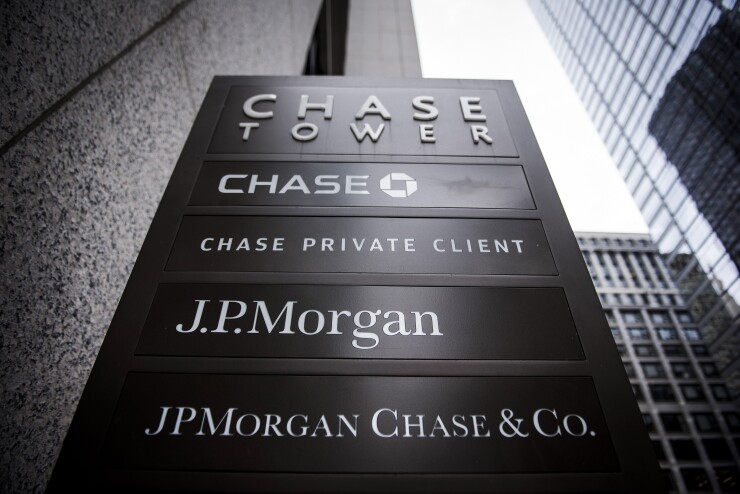 CHASE
TOWER
CHASE
CHASE PRIVATE CLIENT
J.P.Morgan
JPMORGAN CHASE & CO.